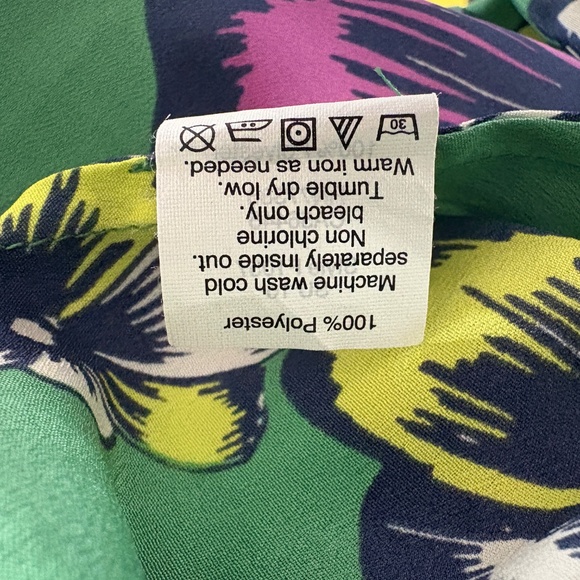 100% Polyester
Machine wash cold
separately inside out.
Non chlorine
bleach only.
Tumble dry low.
Warm iron as needed.
30